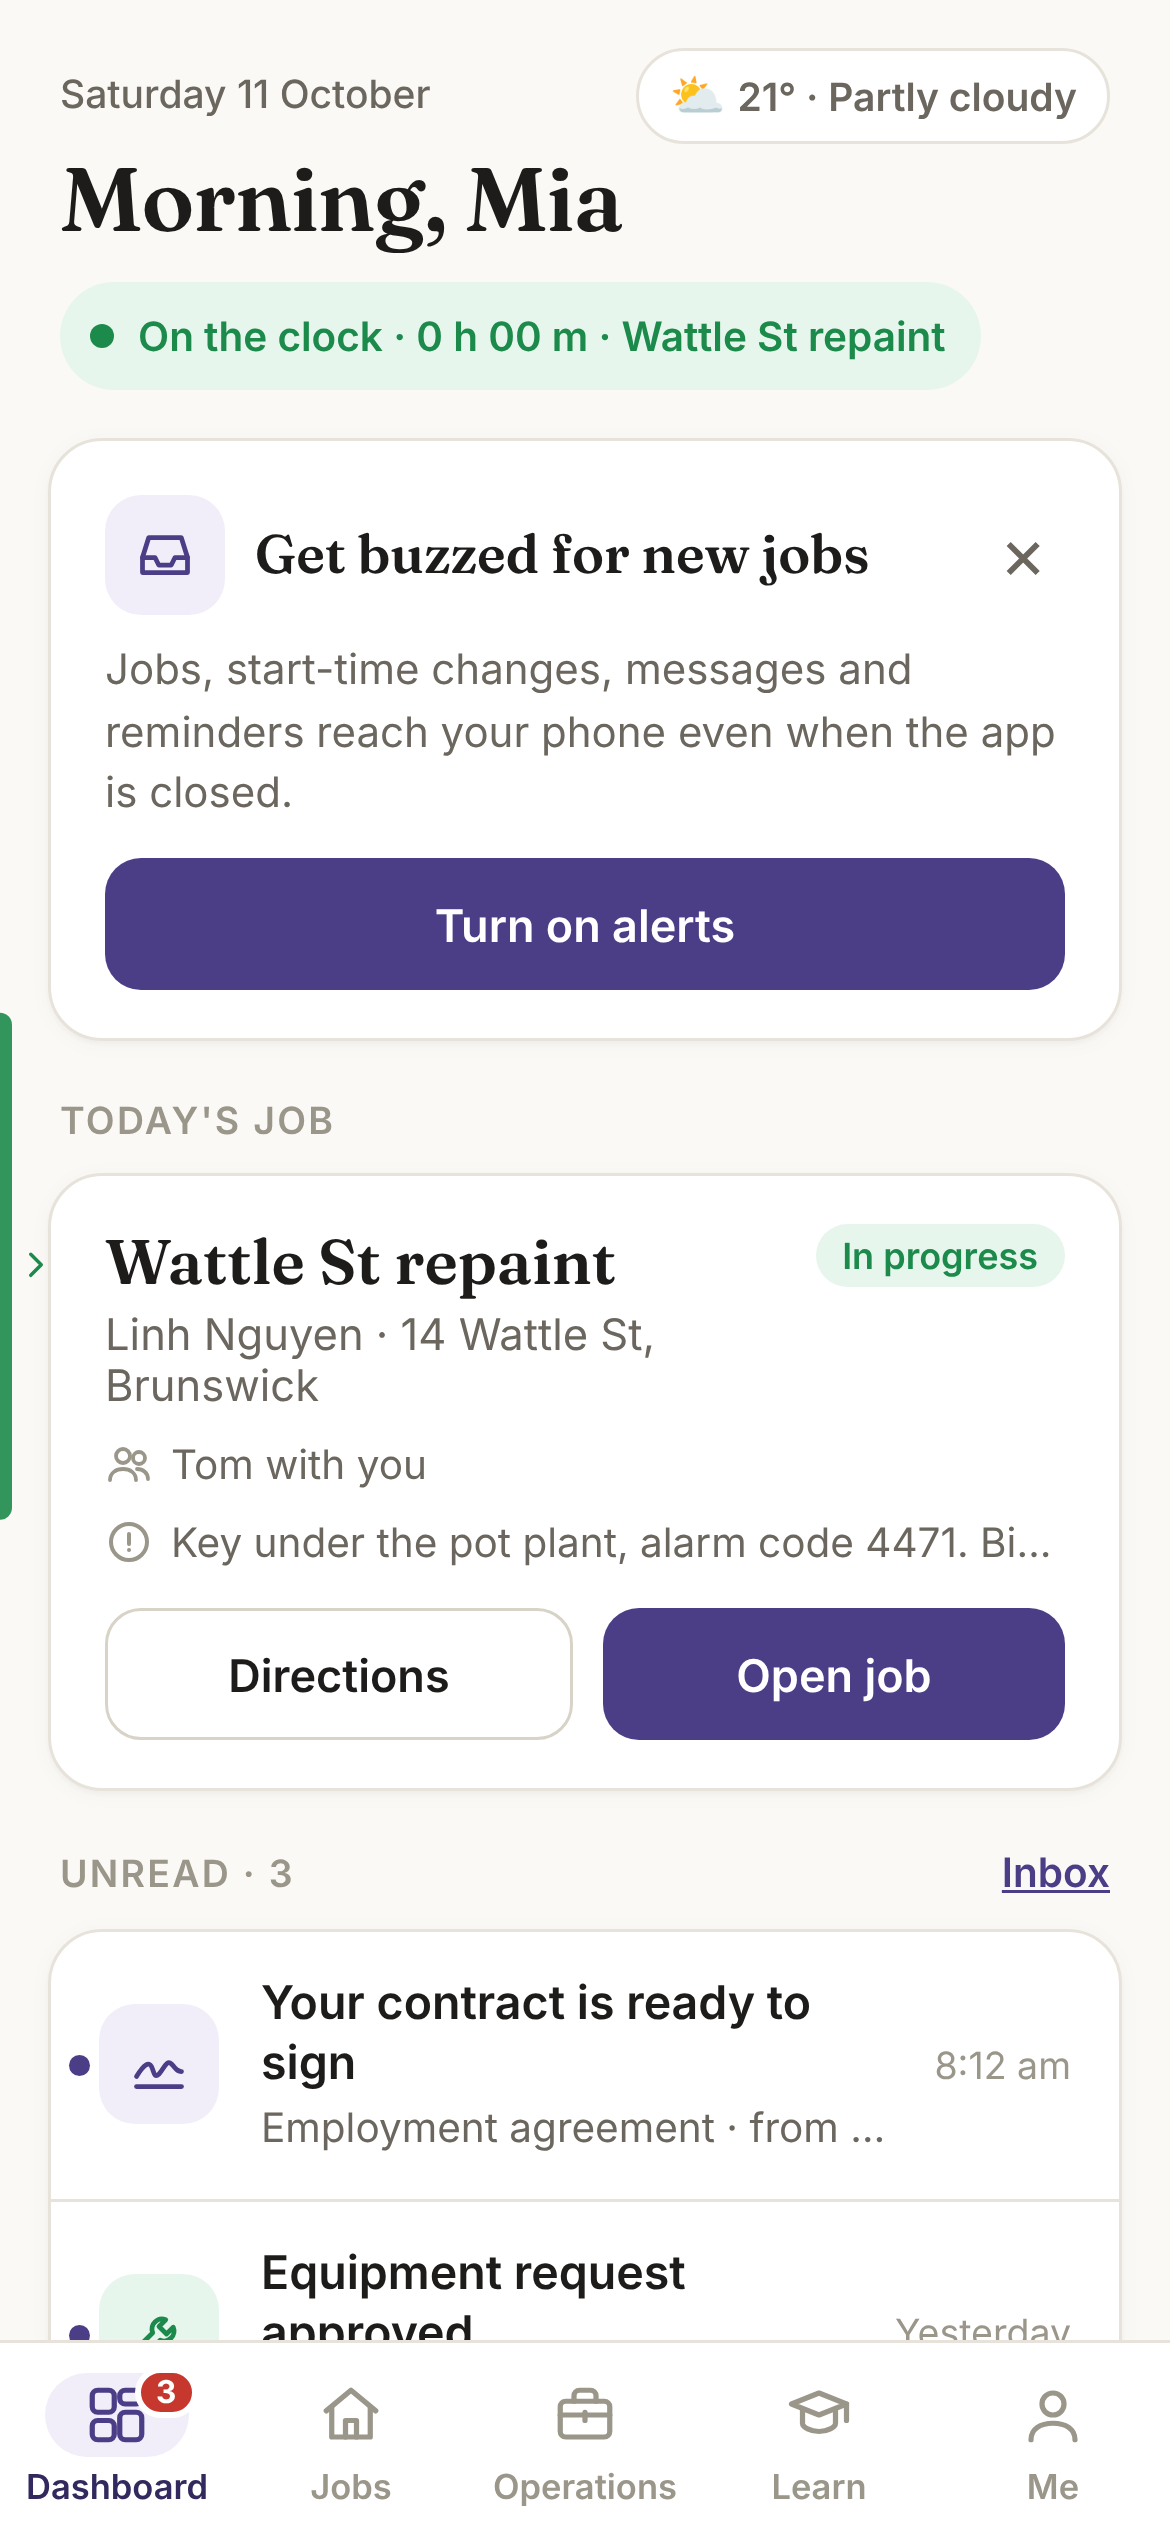 Saturday 11 October
21° · Partly cloudy
Morning, Mia
On the clock · 0 h 00 m · Wattle St repaint
Get buzzed for new jobs
Jobs, start-time changes, messages and
reminders reach your phone even when the app
is closed.
Turn on alerts
TODAY'S JOB
Wattle St repaint
In progress
Linh Nguyen · 14 Wattle St,
Brunswick
Tom with you
Key under the pot plant, alarm code 4471. Bi...
Directions
Open job
UNREAD · 3
Inbox
Your contract is ready to
sign
8:12 am
Employment agreement · from ...
Equipment request
approved
Yesterday
3
Dashboard
Jobs
Operations
Learn
Me